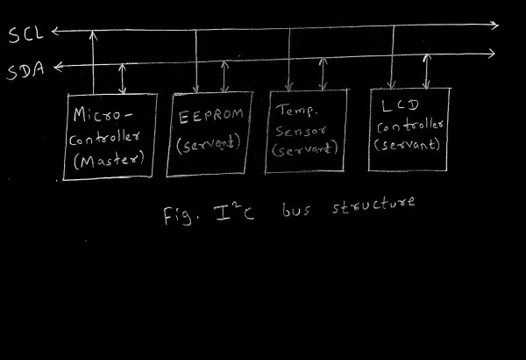 SCL
SDA
Micro-
controller
(Master)
EEPROM
(servant)
Temp.
Sensor
(servant)
LCD
controller
(servant)
Fig. I²C bus structure